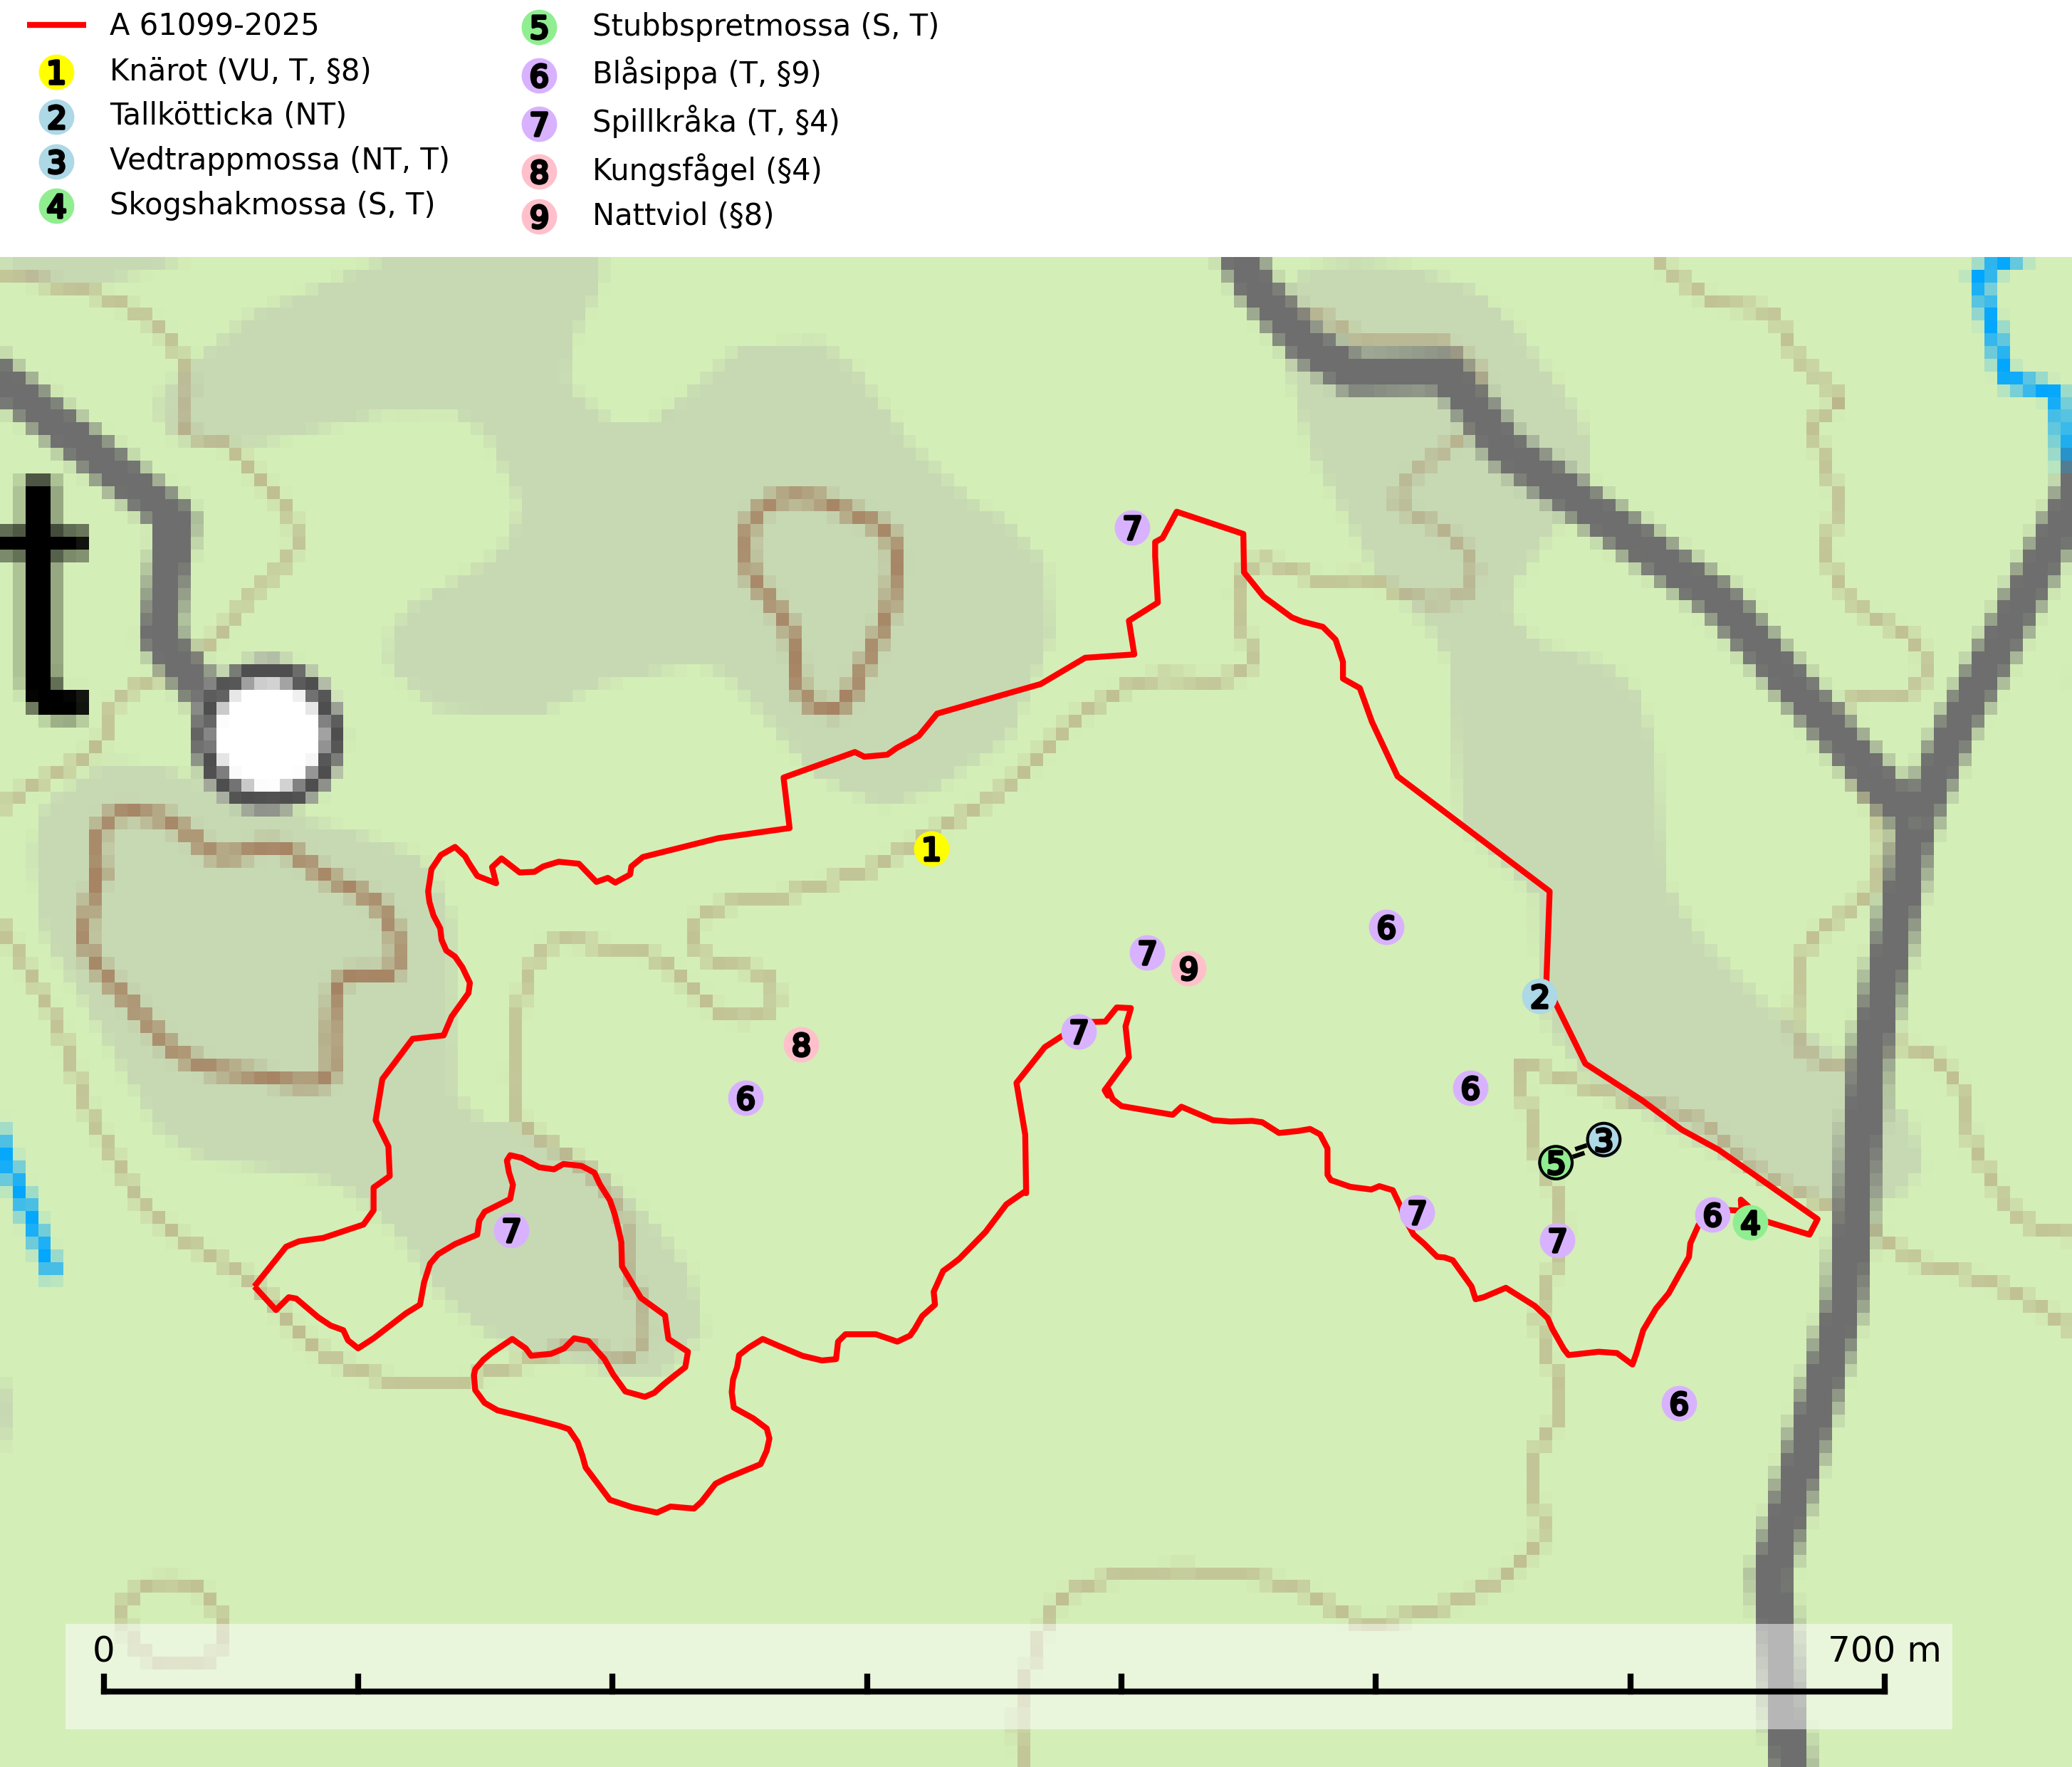 A 61099-2025
1 Knärot (VU, T, §8)
2 Tallkötticka (NT)
3 Vedtrappmossa (NT, T)
4 Skogshakmossa (S, T)
5 Stubbspretmossa (S, T)
6 Blåsippa (T, §9)
7 Spillkråka (T, §4)
8 Kungsfågel (§4)
9 Nattviol (§8)
7
t
1
6
7 9
2
7
8
6
6
3
5
7
6 4
7
7
6
0 700 m